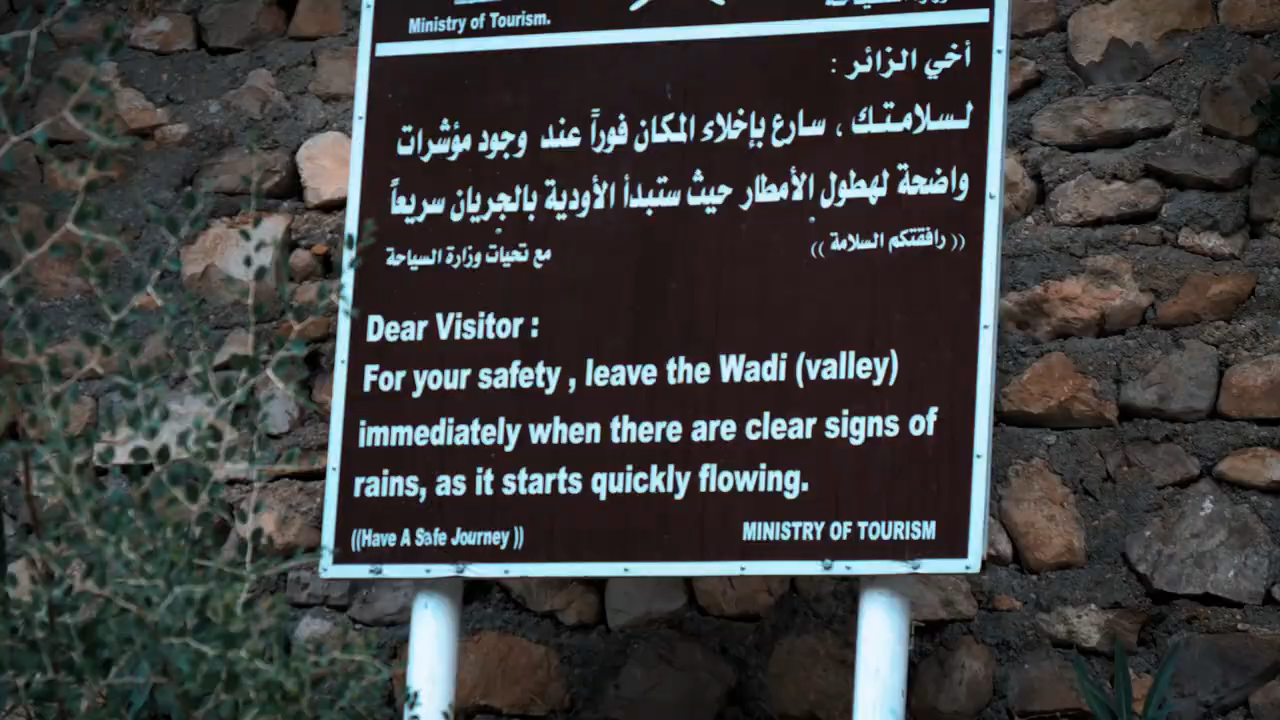 Ministry of Tourism.
أخي الزائر :
لسلامتك ، سارع بإخلاء المكان فوراً عند وجود مؤشرات
واضحة لهطول الأمطار حيث ستبدأ الأودية بالجريان سريعاً
(( رافقتكم السلامة ))
مع تحيات وزارة السياحة
Dear Visitor :
For your safety , leave the Wadi (valley)
immediately when there are clear signs of
rains, as it starts quickly flowing.
((Have A Safe Journey ))
MINISTRY OF TOURISM